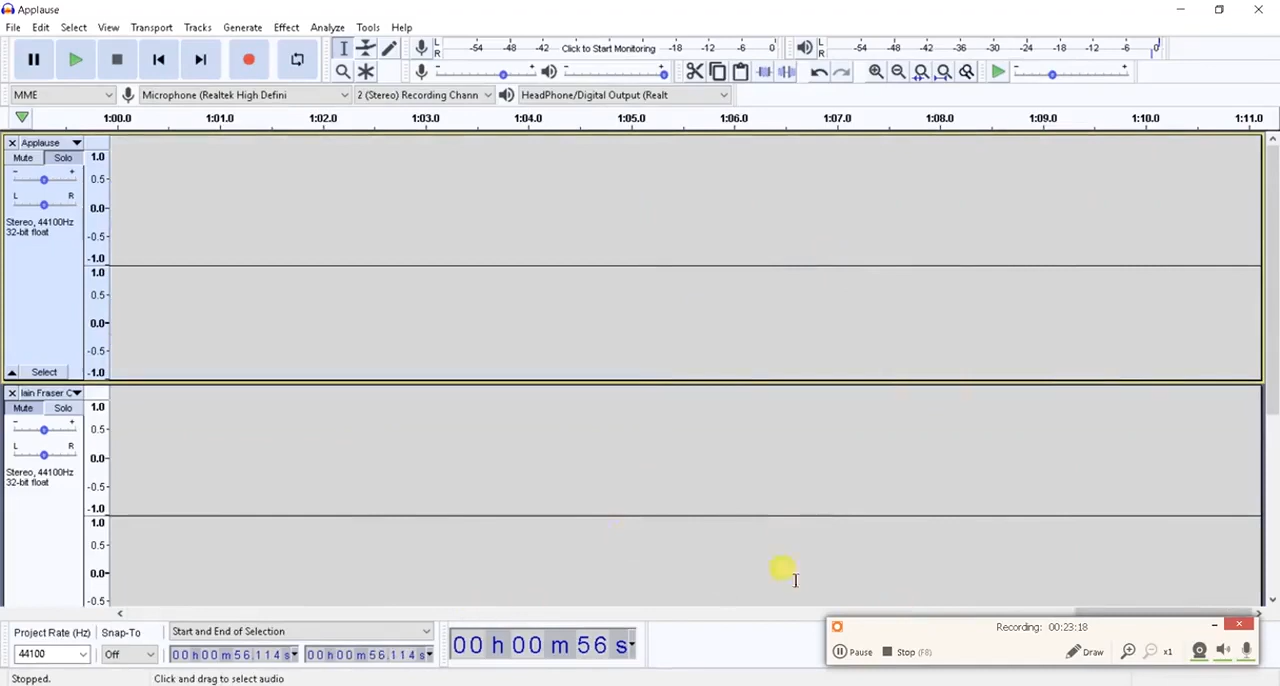 Applause
File Edit Select View Transport Tracks Generate Effect Analyze Tools Help
L R -54 -48 -42 Click to Start Monitoring -18 -12 -6 0 L R -54 -48 -42 -36 -30 -24 -18 -12 -6 0
MME Microphone (Realtek High Defini 2 (Stereo) Recording Chann HeadPhone/Digital Output (Realt
1:00.0 1:01.0 1:02.0 1:03.0 1:04.0 1:05.0 1:06.0 1:07.0 1:08.0 1:09.0 1:10.0 1:11.0
Applause
Mute Solo
- +
L R
Stereo, 44100Hz
32-bit float
Select
1.0
0.5
0.0
-0.5
-1.0
1.0
0.5
0.0
-0.5
-1.0
Iain Fraser C
Mute Solo
- +
L R
Stereo, 44100Hz
32-bit float
1.0
0.5
0.0
-0.5
-1.0
1.0
0.5
0.0
-0.5
Project Rate (Hz) Snap-To Start and End of Selection
44100 Off 00 h 00 m 56.114 s 00 h 00 m 56.114 s
00 h 00 m 56 s
Recording: 00:23:18
Pause Stop (F8) Draw x1
Stopped. Click and drag to select audio